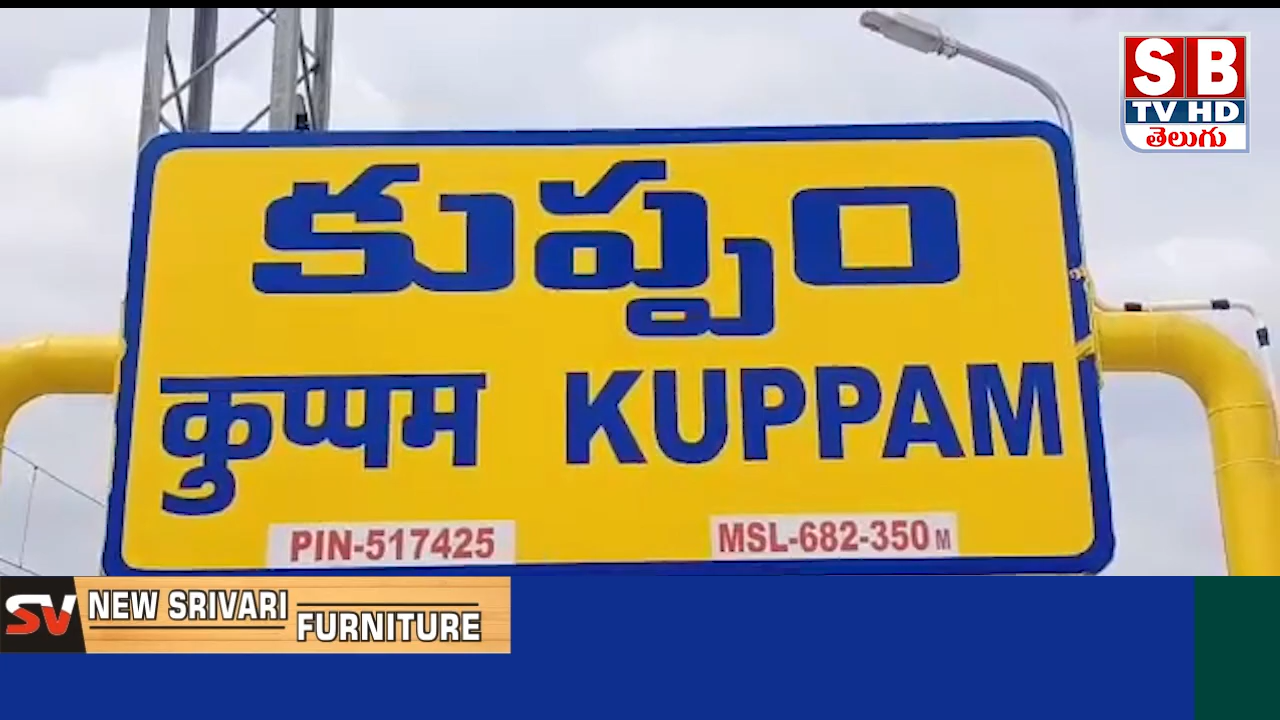 SB
TV HD
తెలుగు
కుప్పం
कुप्पम KUPPAM
PIN-517425 MSL-682-350 M
SV NEW SRIVARI
FURNITURE